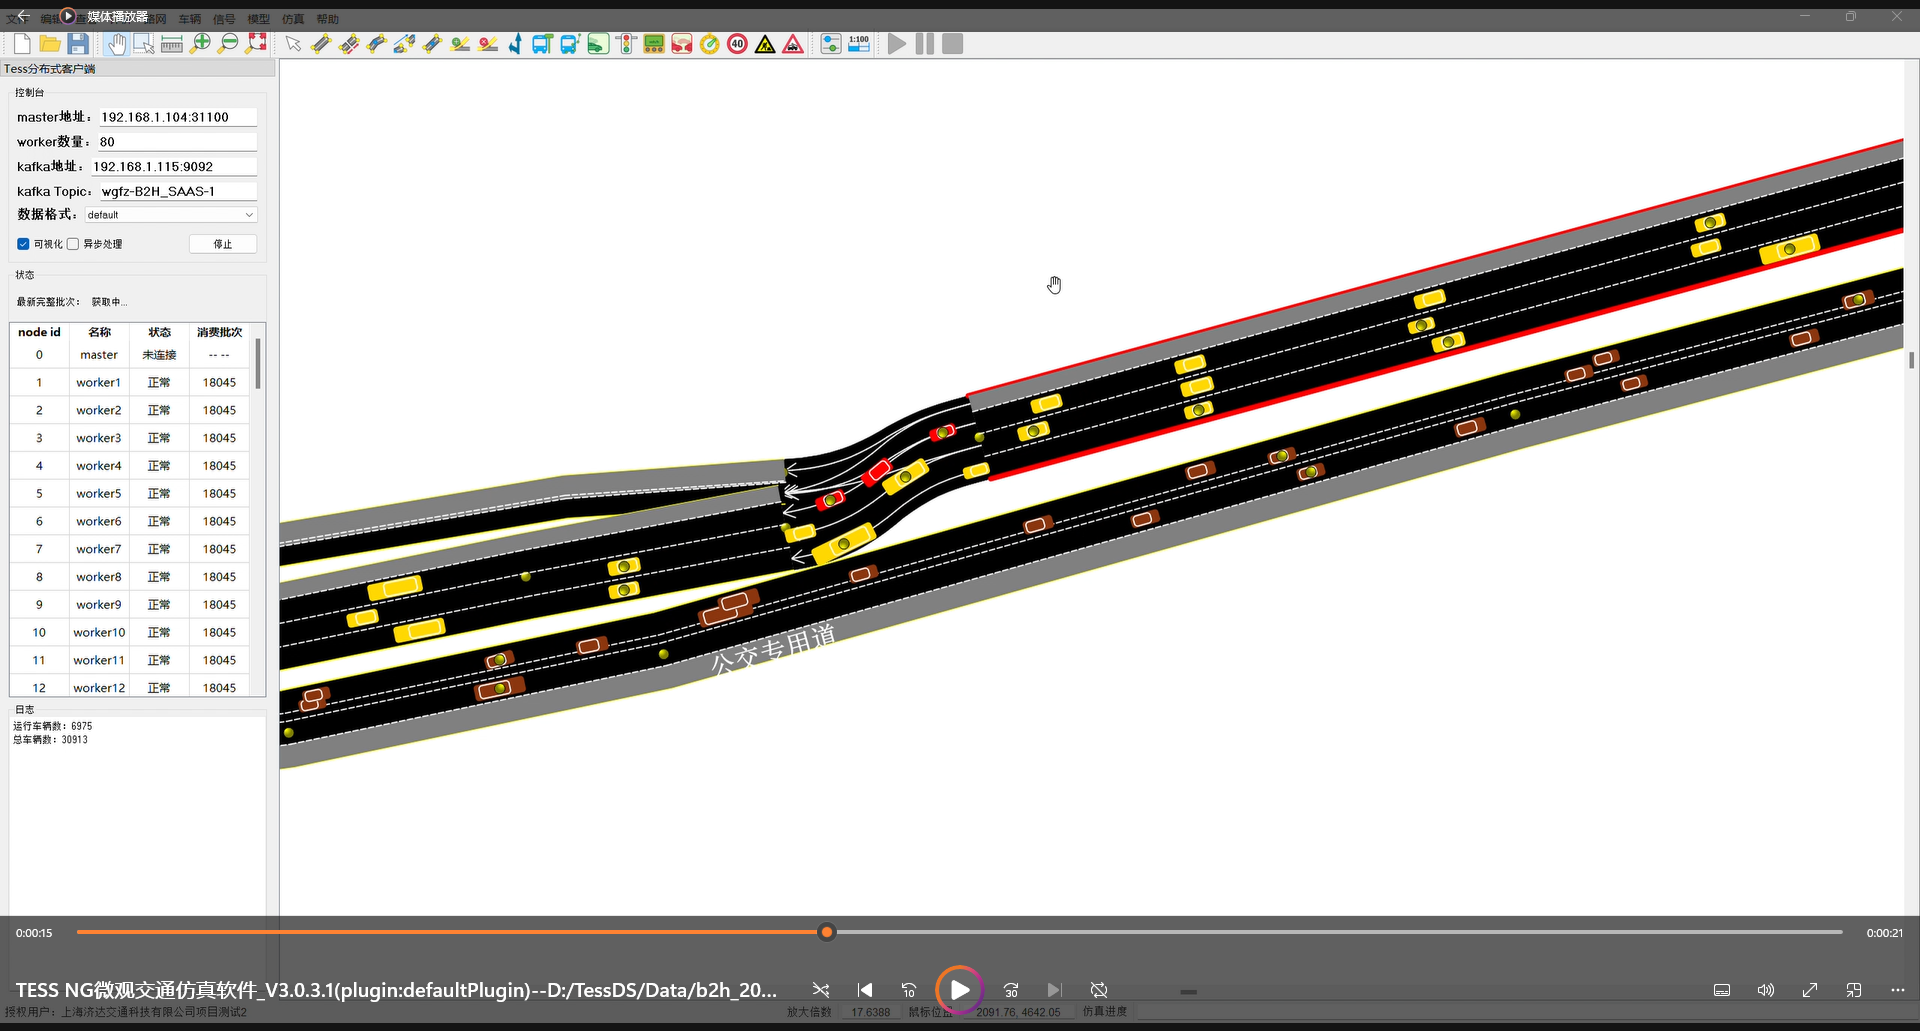 媒体播放器
文件 编辑 查看 路网 车辆 信号 模型 仿真 帮助
40
1:100
Tess分布式客户端
控制台
master地址： 192.168.1.104:31100
worker数量： 80
kafka地址： 192.168.1.115:9092
kafka Topic： wgfz-B2H_SAAS-1
数据格式： default
可视化 异步处理 停止
状态
最新完整批次： 获取中...
node id 名称 状态 消费批次
0 master 未连接 -- --
1 worker1 正常 18045
2 worker2 正常 18045
3 worker3 正常 18045
4 worker4 正常 18045
5 worker5 正常 18045
6 worker6 正常 18045
7 worker7 正常 18045
8 worker8 正常 18045
9 worker9 正常 18045
10 worker10 正常 18045
11 worker11 正常 18045
12 worker12 正常 18045
日志
运行车辆数：6975
总车辆数：30913
公交专用道
0:00:15 0:00:21
TESS NG微观交通仿真软件_V3.0.3.1(plugin:defaultPlugin)--D:/TessDS/Data/b2h_20...
10 30
授权用户：上海济达交通科技有限公司项目测试2 放大倍数 17.6388 鼠标位置 2091.76, 4642.05 仿真进度